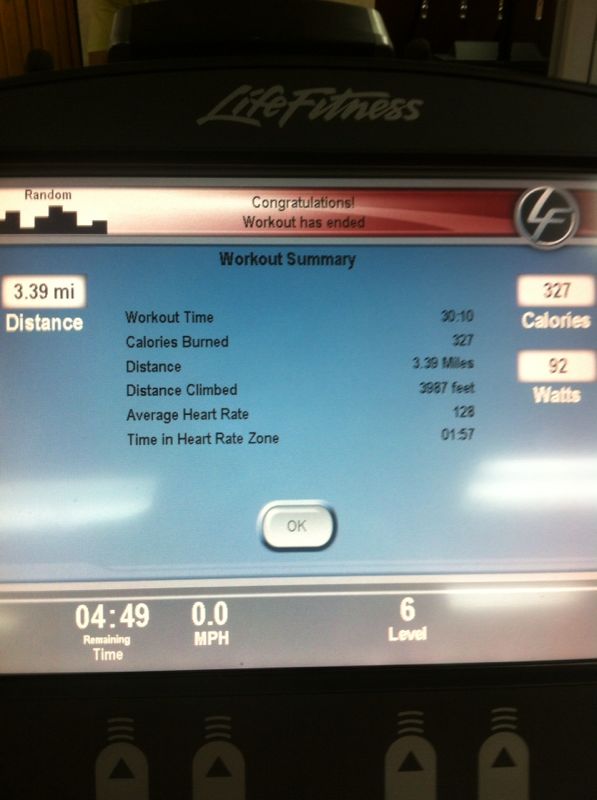 LifeFitness
Random
Congratulations!
Workout has ended
LF
Workout Summary
3.39 mi
Distance
327
Calories
92
Watts
Workout Time 30:10
Calories Burned 327
Distance 3.39 Miles
Distance Climbed 3987 feet
Average Heart Rate 128
Time in Heart Rate Zone 01:57
OK
04:49
Remaining
Time
0.0
MPH
6
Level